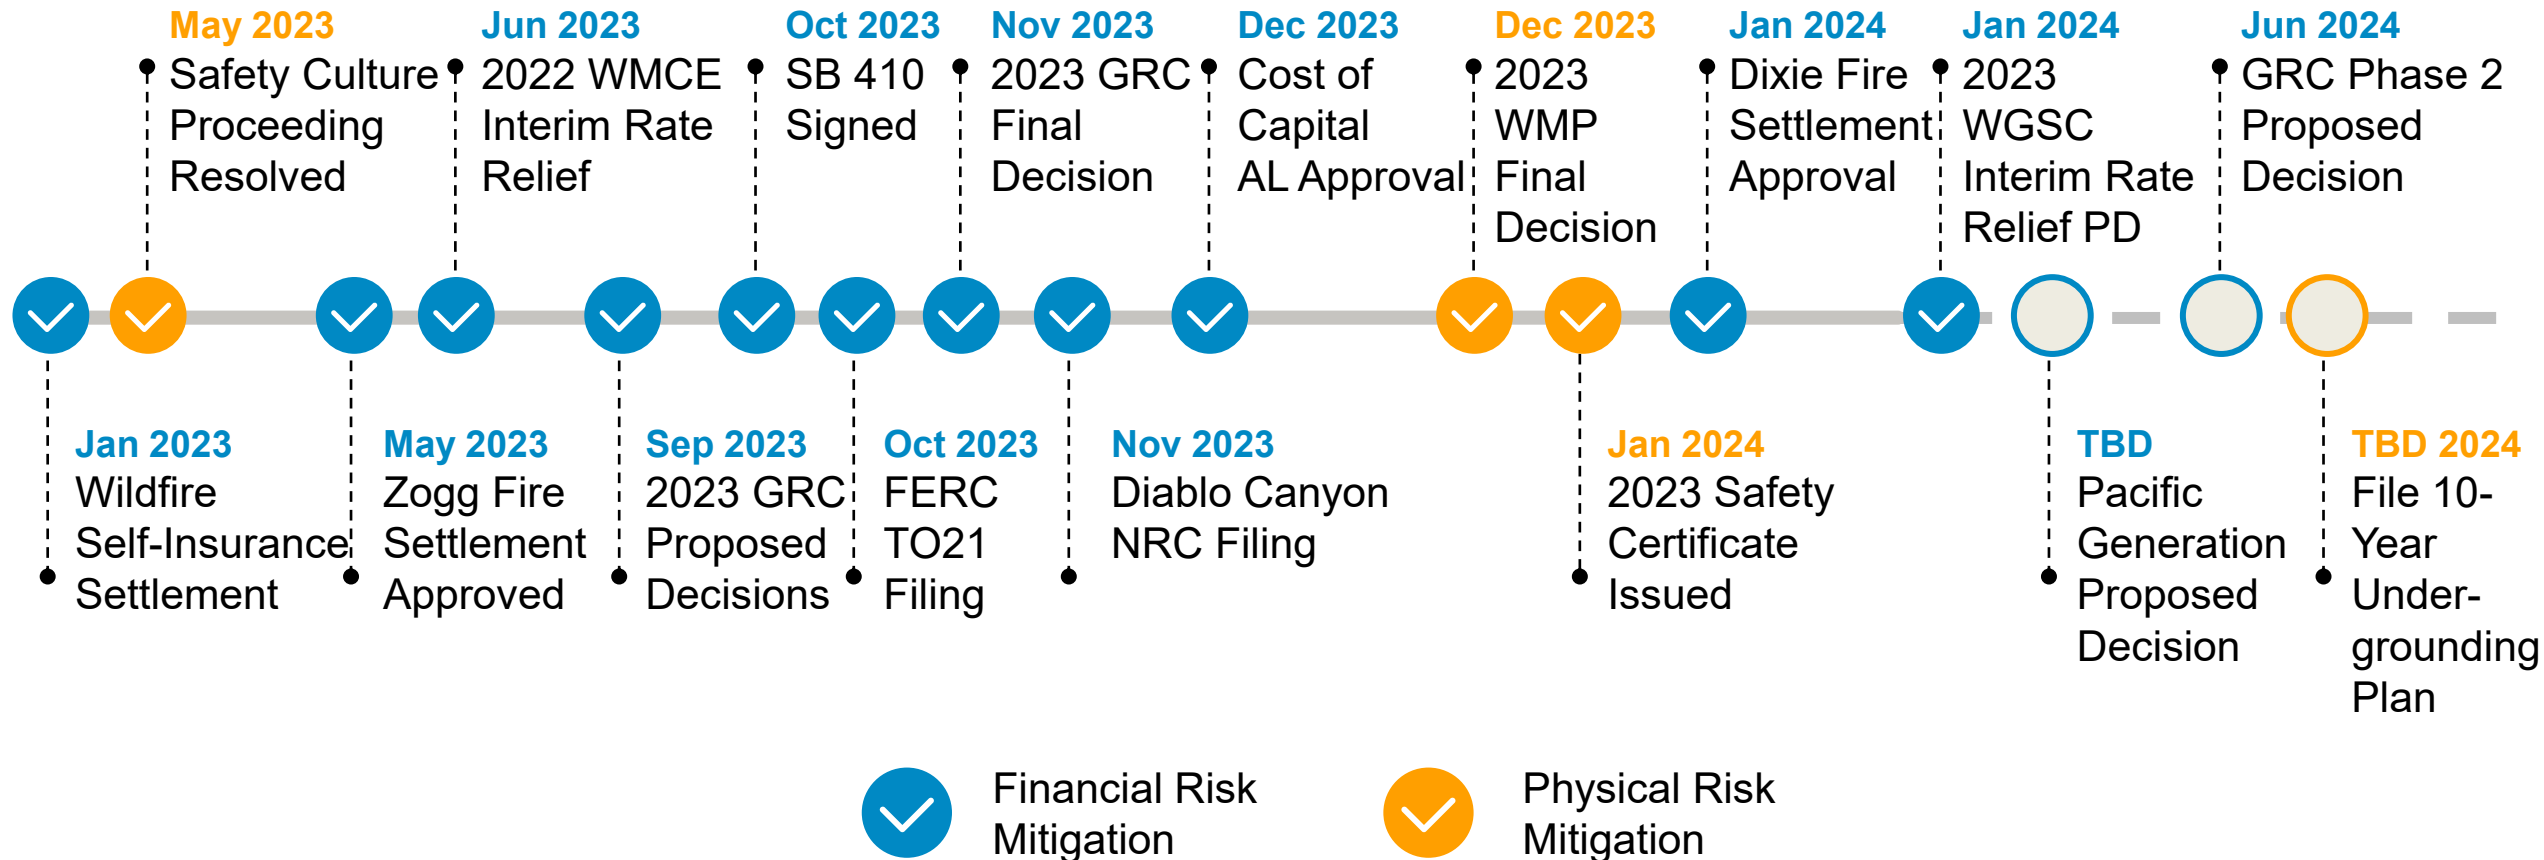 May 2023
Safety Culture
Proceeding
Resolved
Jun 2023
2022 WMCE
Interim Rate
Relief
Oct 2023
SB 410
Signed
Nov 2023
2023 GRC
Final
Decision
Dec 2023
Cost of
Capital
AL Approval
Dec 2023
2023
WMP
Final
Decision
Jan 2024
Dixie Fire
Settlement
Approval
Jan 2024
2023
WGSC
Interim Rate
Relief PD
Jun 2024
GRC Phase 2
Proposed
Decision
Jan 2023
Wildfire
Self-Insurance
Settlement
May 2023
Zogg Fire
Settlement
Approved
Sep 2023
2023 GRC
Proposed
Decisions
Oct 2023
FERC
TO21
Filing
Nov 2023
Diablo Canyon
NRC Filing
Jan 2024
2023 Safety
Certificate
Issued
TBD
Pacific
Generation
Proposed
Decision
TBD 2024
File 10-
Year
Under-
grounding
Plan
Financial Risk
Mitigation
Physical Risk
Mitigation